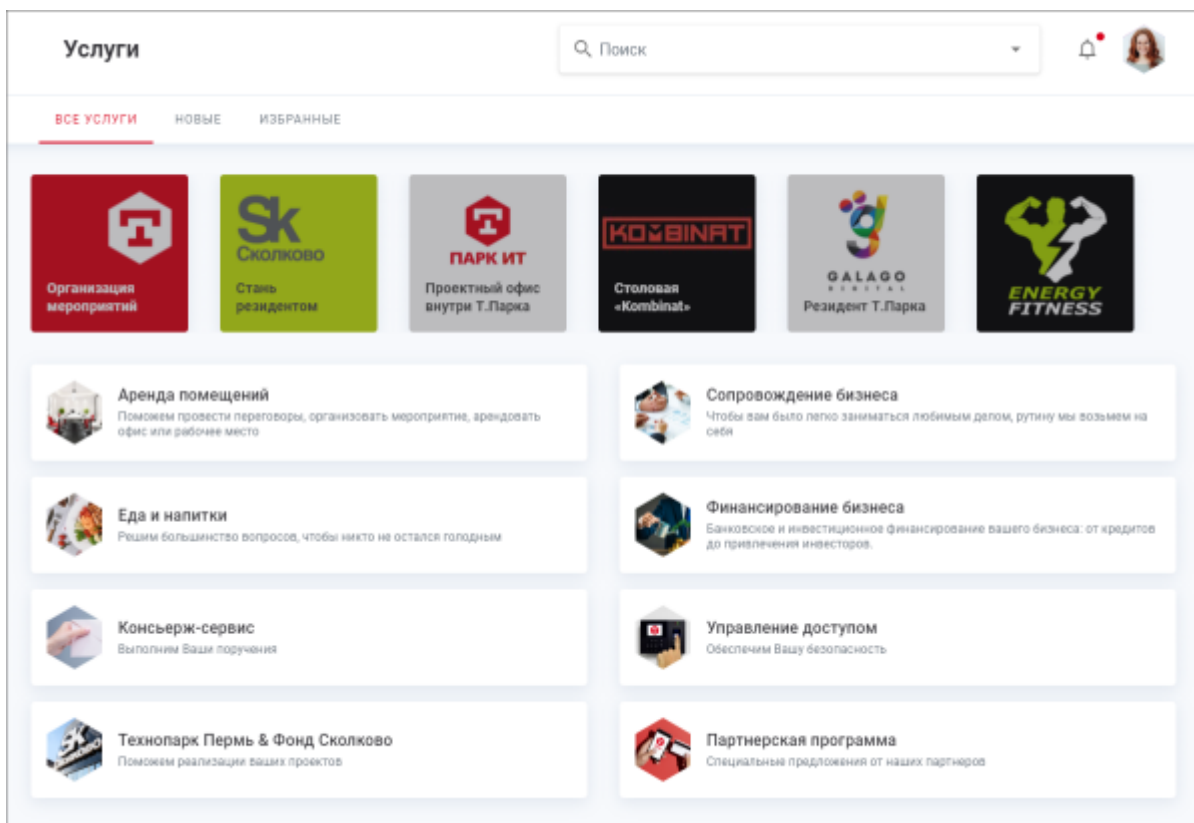 Услуги
Поиск
ВСЕ УСЛУГИ
НОВЫЕ
ИЗБРАННЫЕ
Организация
мероприятий
Sk
Сколково
Стань
резидентом
ПАРК ИТ
Проектный офис
внутри Т.Парка
KOMBINAT
Столовая
«Kombinat»
GALAGO
DIGITAL
Резидент Т.Парка
ENERGY
FITNESS
Аренда помещений
Поможем провести переговоры, организовать мероприятие, арендовать
офис или рабочее место
Сопровождение бизнеса
Чтобы вам было легко заниматься любимым делом, рутину мы возьмем на
себя
Еда и напитки
Решим большинство вопросов, чтобы никто не остался голодным
Финансирование бизнеса
Банковское и инвестиционное финансирование вашего бизнеса: от кредитов
до привлечения инвесторов.
Консьерж-сервис
Выполним Ваши поручения
Управление доступом
Обеспечим Вашу безопасность
Технопарк Пермь & Фонд Сколково
Поможем реализации ваших проектов
Партнерская программа
Специальные предложения от наших партнеров